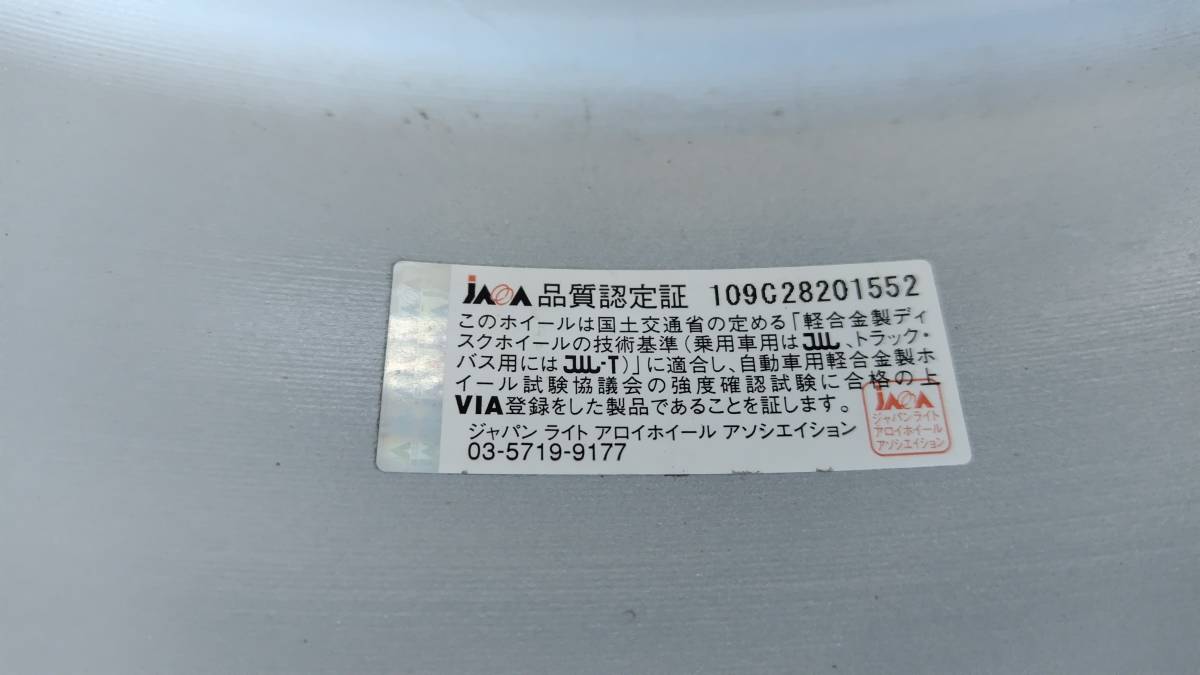 JAWA 品質認定証 109C28201552
このホイールは国土交通省の定める「軽合金製ディ
スクホイールの技術基準(乗用車用はJWL、トラック・
バス用にはJWL-T)」に適合し、自動車用軽合金製ホ
イール試験協議会の強度確認試験に合格の上
VIA登録をした製品であることを証します。
ジャパン ライト アロイホイール アソシエイション
03-5719-9177
JAWA
ジャパンライト
アロイホイール
アソシエイション